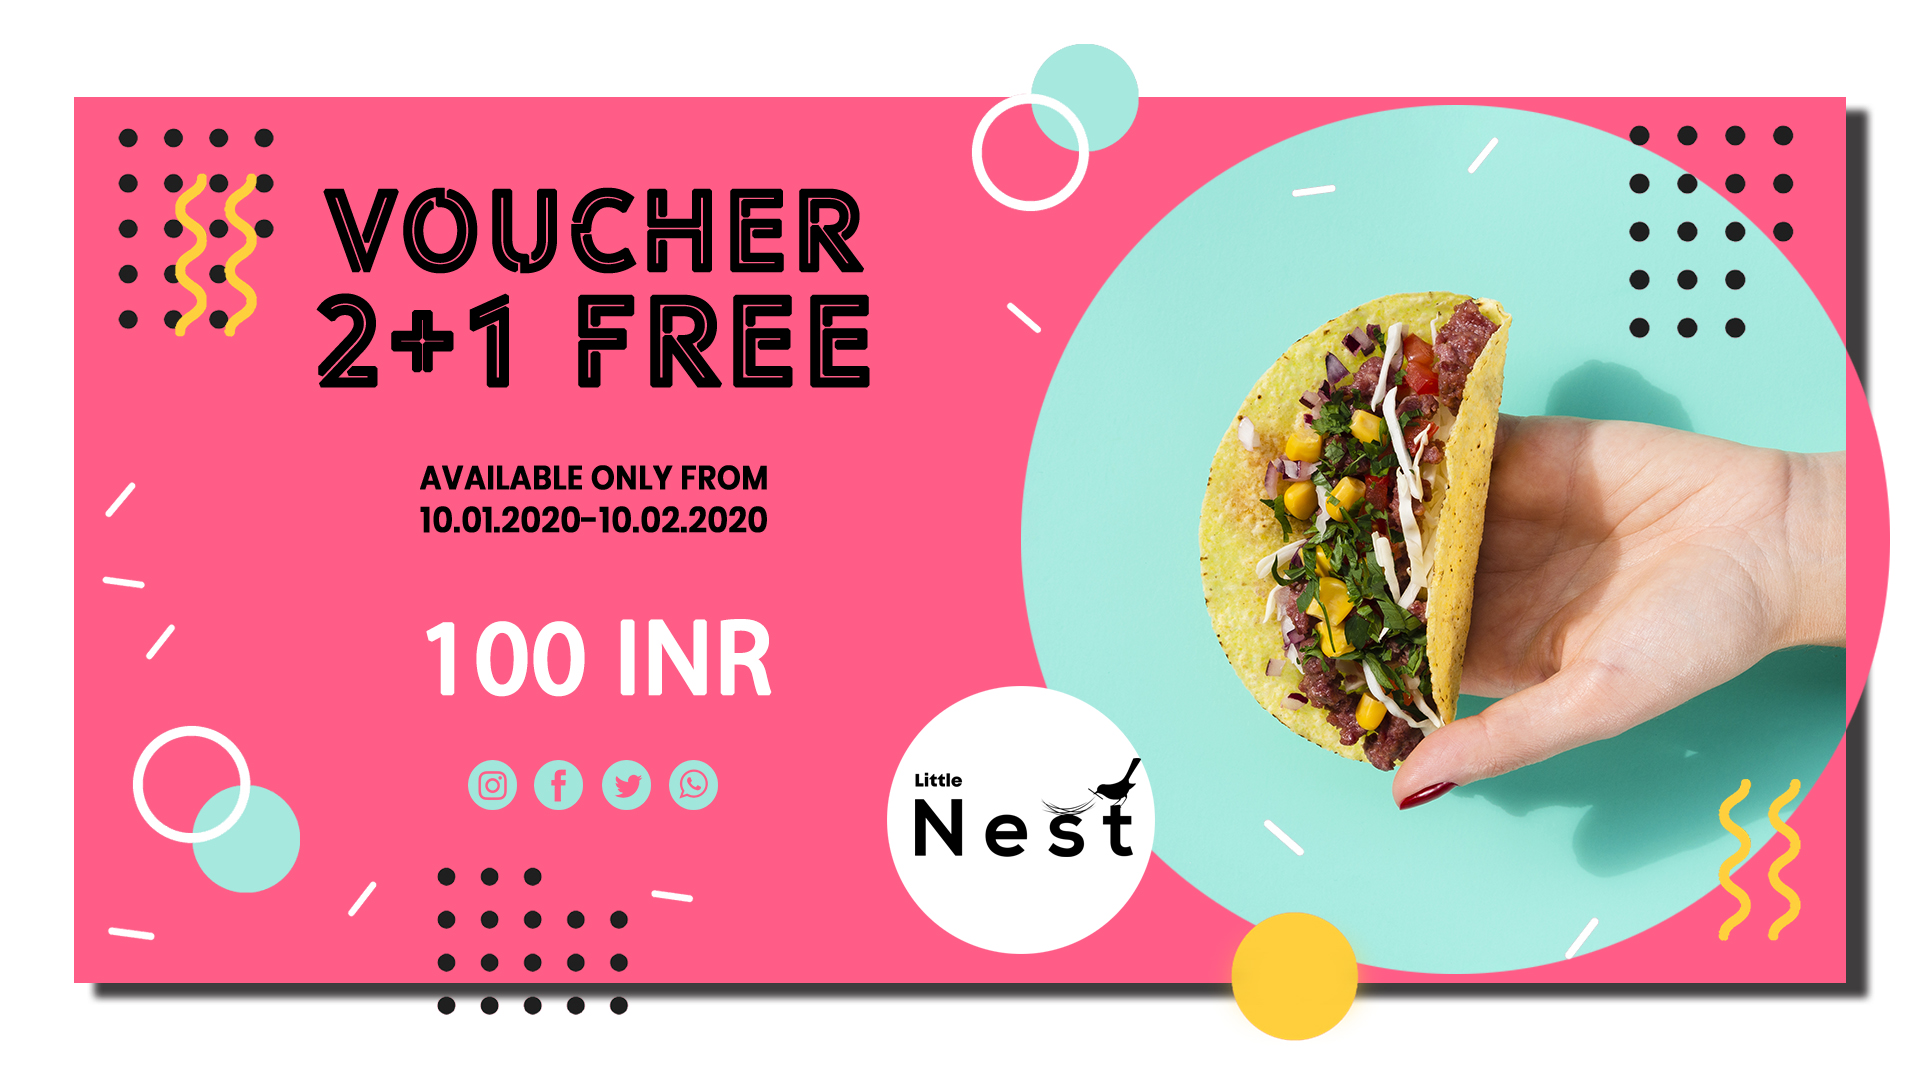 VOUCHER
2+1 FREE
AVAILABLE ONLY FROM
10.01.2020-10.02.2020
100 INR
Little
Nest